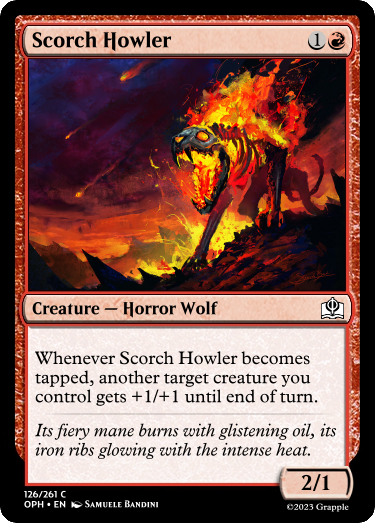 Scorch Howler 1
Creature — Horror Wolf
Whenever Scorch Howler becomes
tapped, another target creature you
control gets +1/+1 until end of turn.
Its fiery mane burns with glistening oil, its
iron ribs glowing with the intense heat.
2/1
126/261 C
OPH • EN SAMUELE BANDINI
©2023 Grapple